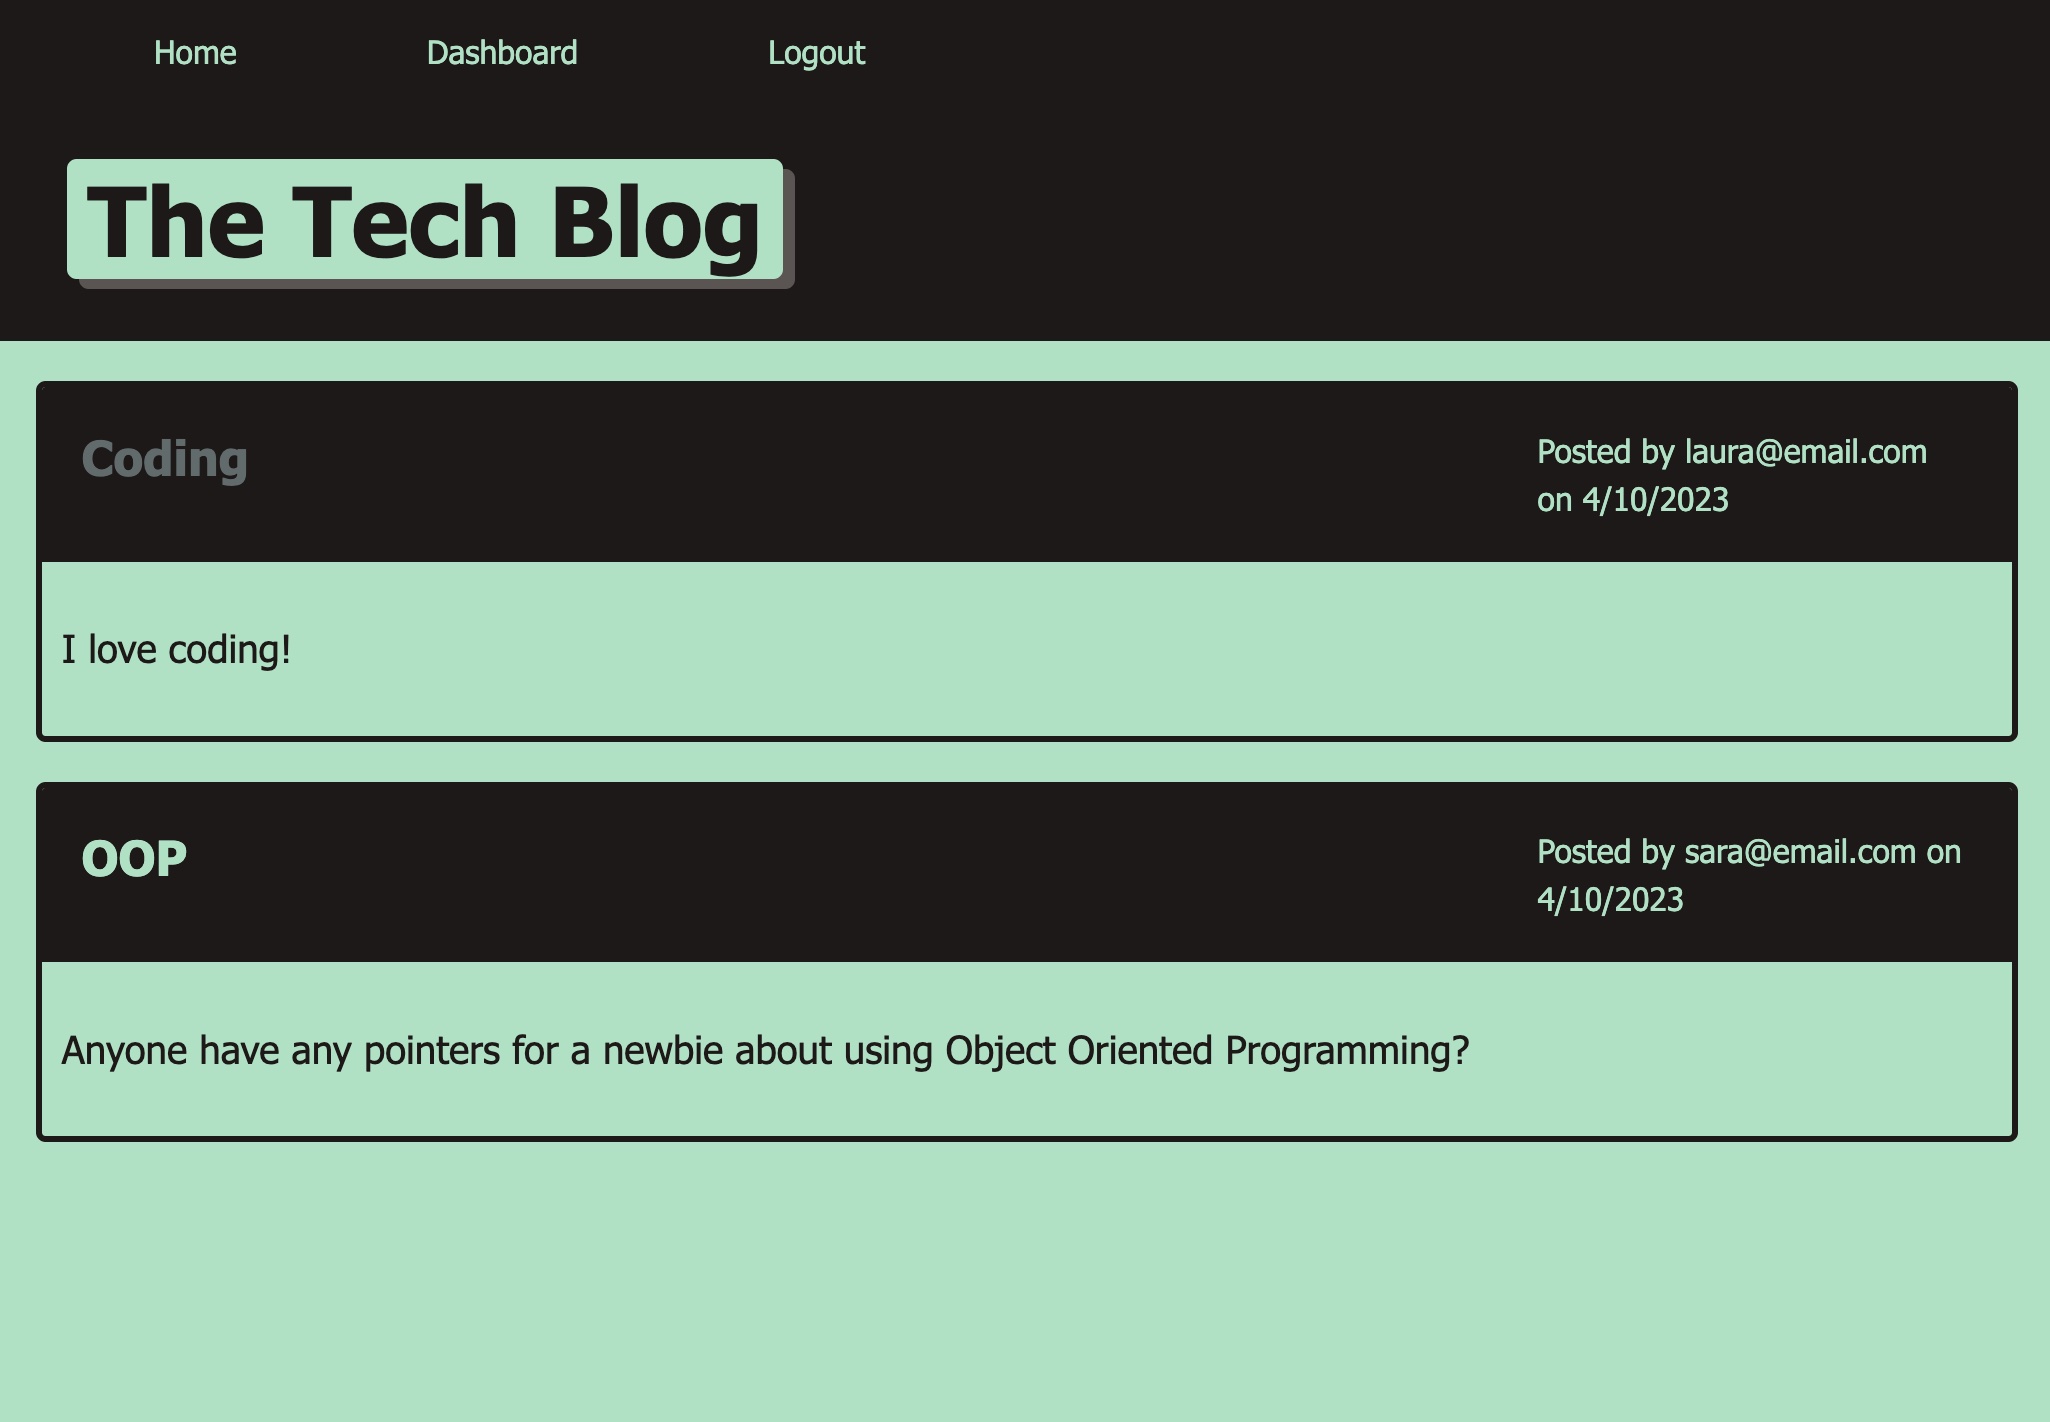 Home Dashboard Logout
The Tech Blog
Coding
Posted by laura@email.com
on 4/10/2023
I love coding!
OOP
Posted by sara@email.com on
4/10/2023
Anyone have any pointers for a newbie about using Object Oriented Programming?